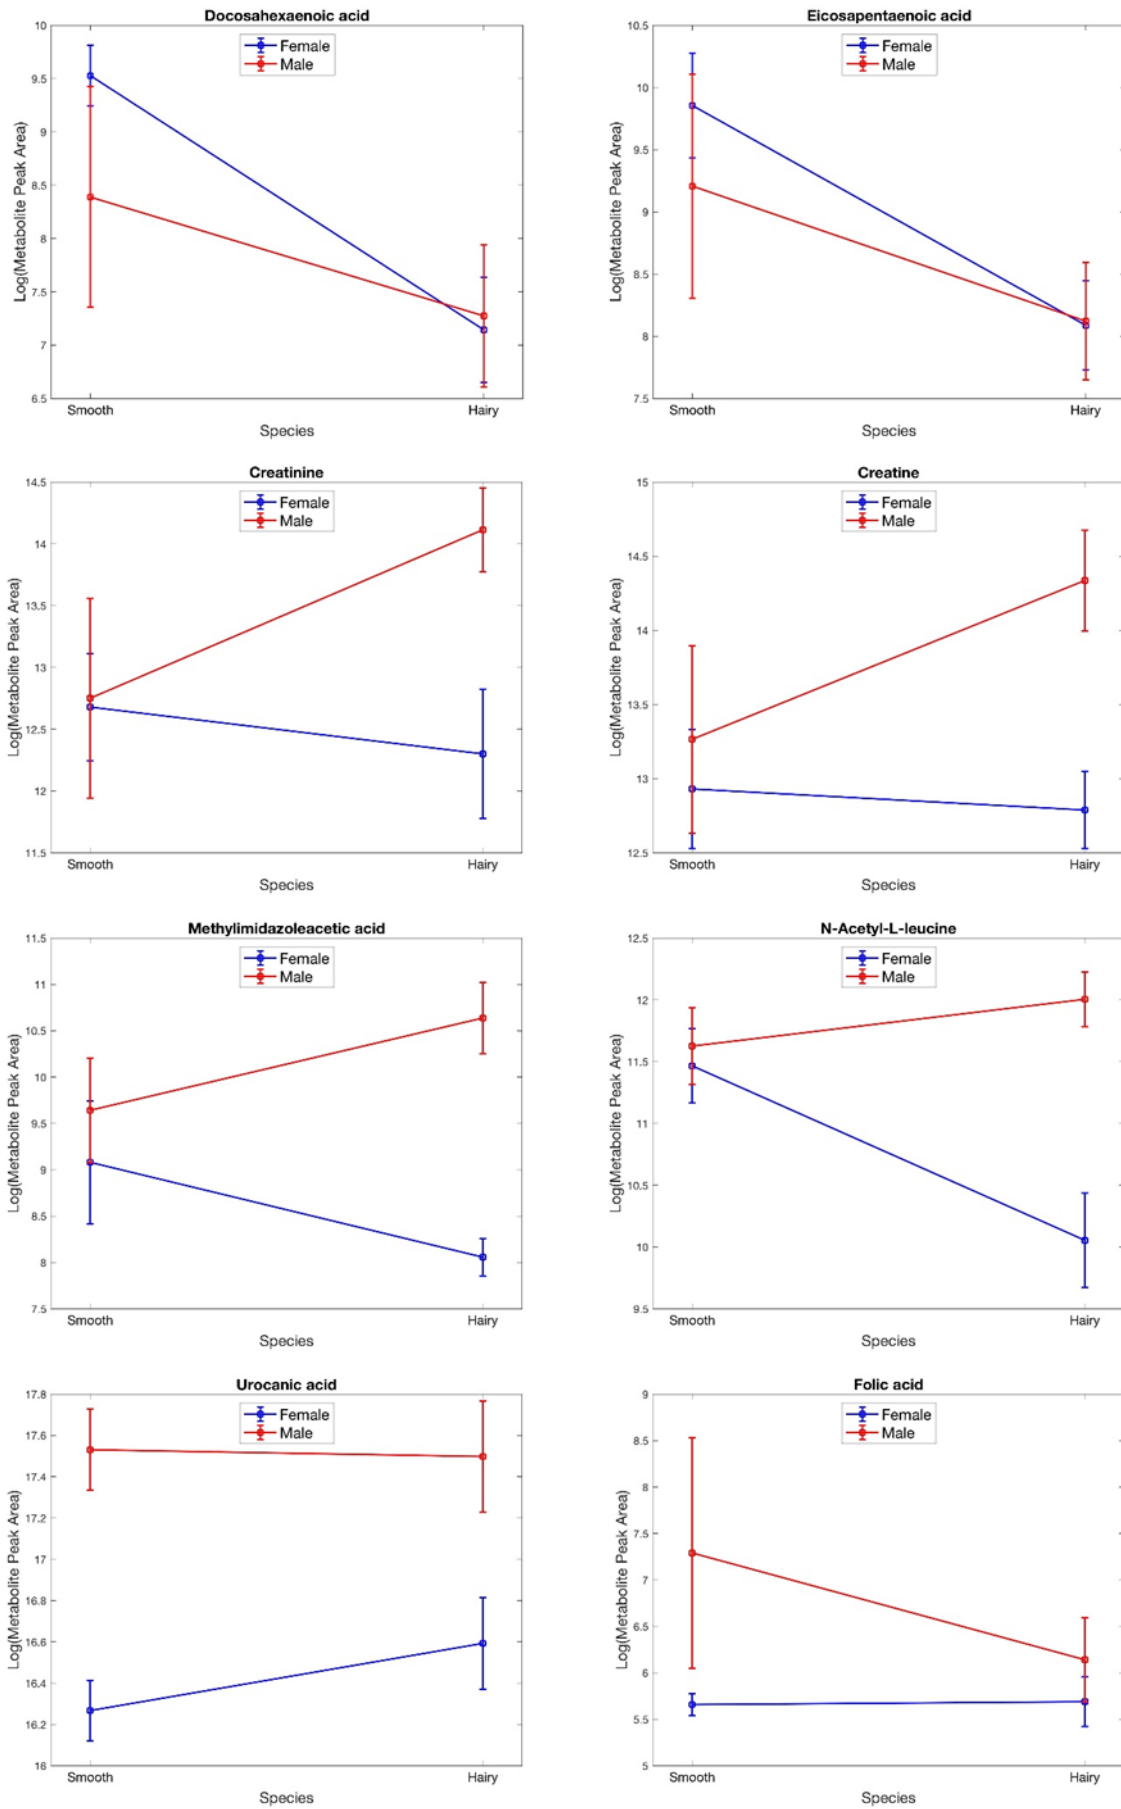 Docosahexaenoic acid
Female
Male
Log(Metabolite Peak Area)
10
9.5
9
8.5
8
7.5
7
6.5
Smooth
Hairy
Species
Eicosapentaenoic acid
Female
Male
Log(Metabolite Peak Area)
10.5
10
9.5
9
8.5
8
7.5
Smooth
Hairy
Species
Creatinine
Female
Male
Log(Metabolite Peak Area)
14.5
14
13.5
13
12.5
12
11.5
Smooth
Hairy
Species
Creatine
Female
Male
Log(Metabolite Peak Area)
15
14.5
14
13.5
13
12.5
Smooth
Hairy
Species
Methylimidazoleacetic acid
Female
Male
Log(Metabolite Peak Area)
11.5
11
10.5
10
9.5
9
8.5
8
7.5
Smooth
Hairy
Species
N-Acetyl-L-leucine
Female
Male
Log(Metabolite Peak Area)
12.5
12
11.5
11
10.5
10
9.5
Smooth
Hairy
Species
Urocanic acid
Female
Male
Log(Metabolite Peak Area)
17.8
17.6
17.4
17.2
17
16.8
16.6
16.4
16.2
16
Smooth
Hairy
Species
Folic acid
Female
Male
Log(Metabolite Peak Area)
9
8.5
8
7.5
7
6.5
6
5.5
5
Smooth
Hairy
Species